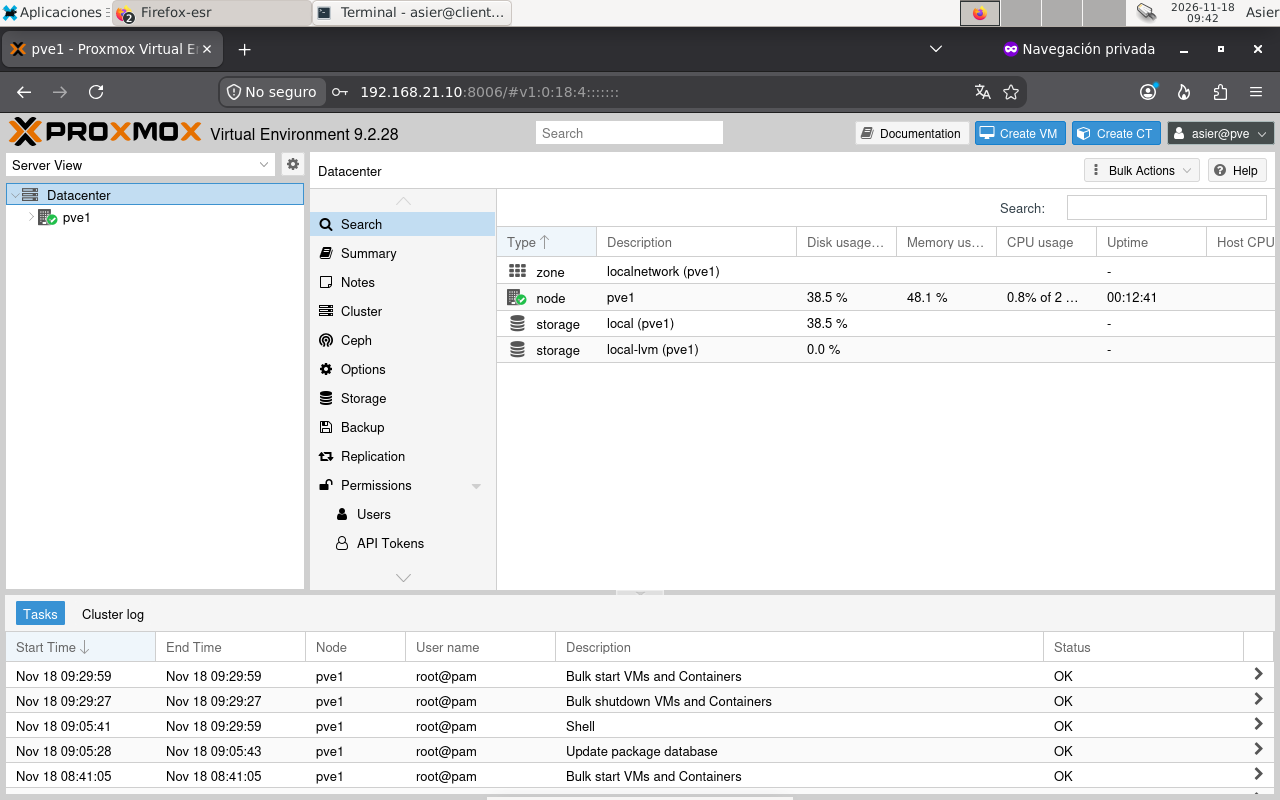 Aplicaciones
2 Firefox-esr
Terminal - asier@client...
2026-11-18
09:42
Asier
pve1 - Proxmox Virtual E
Navegación privada
No seguro
192.168.21.10:8006/#v1:0:18:4:::::::
PROXMOX Virtual Environment 9.2.28
Search
Documentation
Create VM
Create CT
asier@pve
Server View
Datacenter
pve1
Datacenter
Bulk Actions
Help
Search
Summary
Notes
Cluster
Ceph
Options
Storage
Backup
Replication
Permissions
Users
API Tokens
Search:
Type Description Disk usage... Memory us... CPU usage Uptime Host CPU
zone localnetwork (pve1) -
node pve1 38.5 % 48.1 % 0.8% of 2 ... 00:12:41
storage local (pve1) 38.5 % -
storage local-lvm (pve1) 0.0 % -
Tasks Cluster log
Start Time End Time Node User name Description Status
Nov 18 09:29:59 Nov 18 09:29:59 pve1 root@pam Bulk start VMs and Containers OK
Nov 18 09:29:27 Nov 18 09:29:27 pve1 root@pam Bulk shutdown VMs and Containers OK
Nov 18 09:05:41 Nov 18 09:29:59 pve1 root@pam Shell OK
Nov 18 09:05:28 Nov 18 09:05:43 pve1 root@pam Update package database OK
Nov 18 08:41:05 Nov 18 08:41:05 pve1 root@pam Bulk start VMs and Containers OK